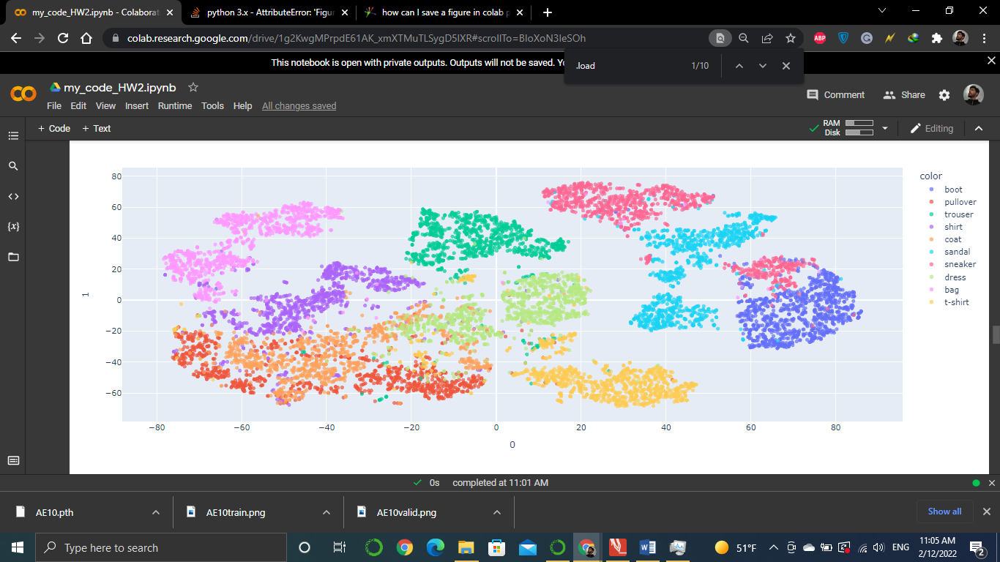 my_code_HW2.ipynb - Colaborat
python 3.x - AttributeError: 'Figur
how can I save a figure in colab p
colab.research.google.com/drive/1g2KwgMPrpdE61AK_xmXTMuTLSygD5IXR#scrollTo=BIoXoN3IeSOh
ABP
This notebook is open with private outputs. Outputs will not be saved. Yo
.load
1/10
my_code_HW2.ipynb
Comment
Share
File Edit View Insert Runtime Tools Help All changes saved
+ Code + Text
RAM
Disk
Editing
{x}
80
60
40
20
0
−20
−40
−60
−80 −60 −40 −20 0 20 40 60 80
1
0
color
boot
pullover
trouser
shirt
coat
sandal
sneaker
dress
bag
t-shirt
0s completed at 11:01 AM
AE10.pth
AE10train.png
AE10valid.png
Show all
Type here to search
51°F
ENG
11:05 AM
2/12/2022
2